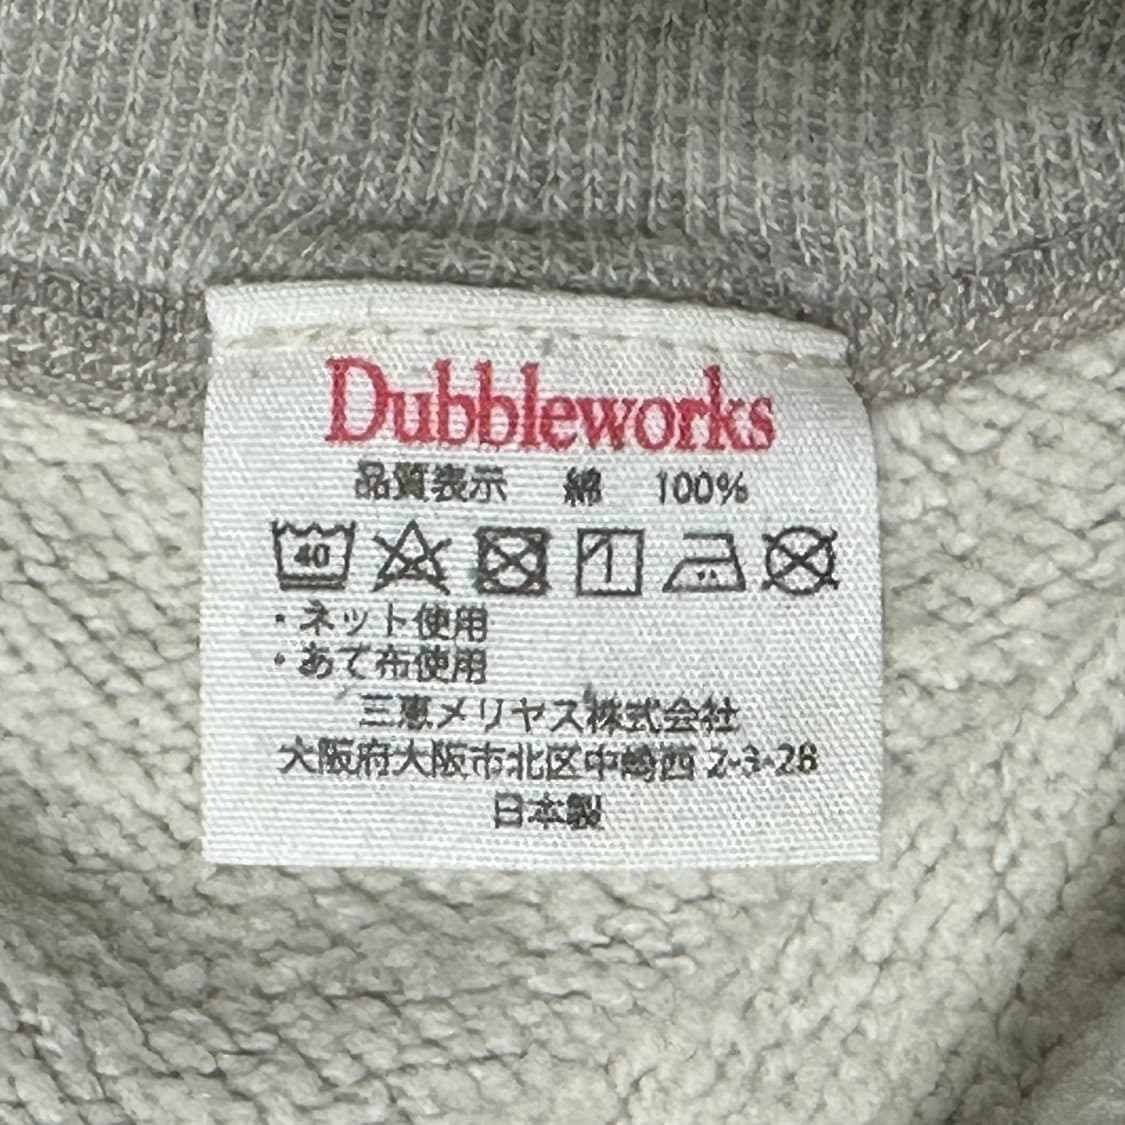 Dubbleworks
品質表示 綿 100%
40
・ネット使用
・あて布使用
三恵メリヤス株式会社
大阪府大阪市北区中崎西 2-3-28
日本製